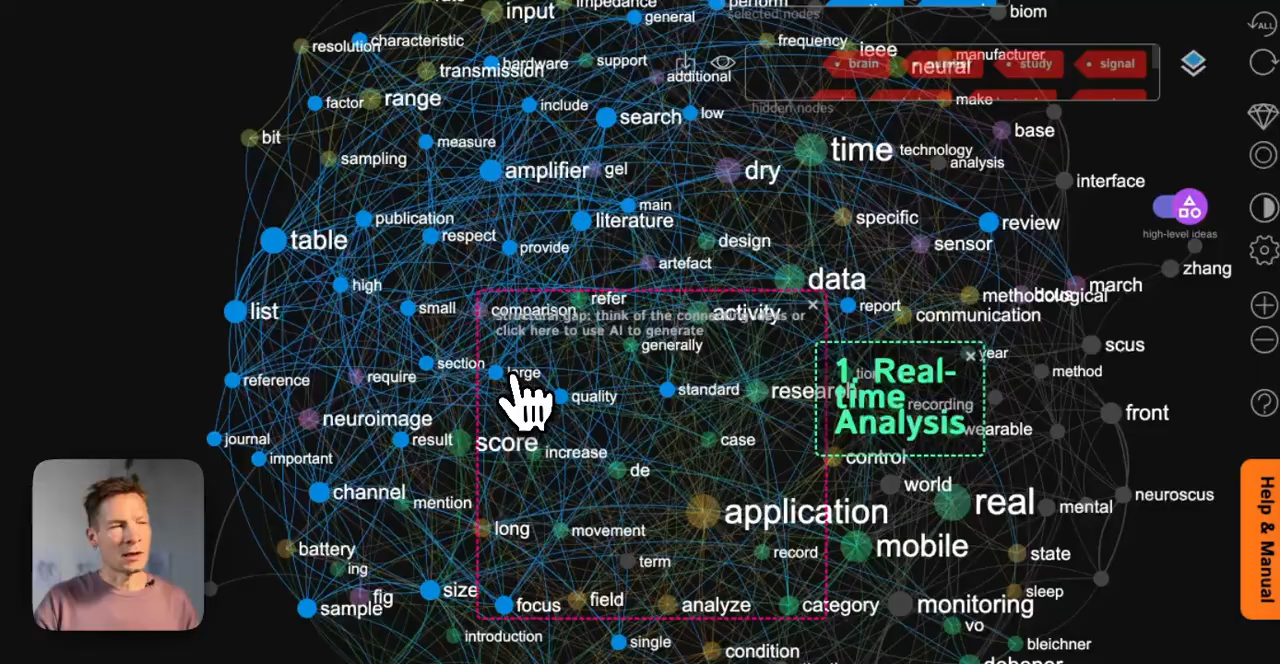 rate
input
impedance
general
perform
selected nodes
biom
resolution
characteristic
frequency
ieee
manufacturer
transmission
hardware
support
additional
brain
neural
study
signal
factor
range
include
search
low
hidden nodes
make
bit
measure
time
technology
base
sampling
amplifier
gel
dry
analysis
interface
main
publication
literature
specific
review
high-level ideas
table
respect
provide
design
sensor
artefact
data
zhang
high
refer
methodological
march
list
small
comparison
activity
report
communication
structural gap: think of the connecting ideas or
click here to use AI to generate
generally
year
scus
section
large
method
reference
require
quality
standard
research
1. Real-
time
Analysis
recording
neuroimage
wearable
front
journal
result
score
case
important
increase
control
de
channel
mention
application
world
real
mental
neuroscus
long
movement
battery
term
record
mobile
state
ing
fig
size
sample
focus
field
analyze
category
monitoring
sleep
introduction
single
condition
vo
bleichner
debener
ALL
Help & Manual